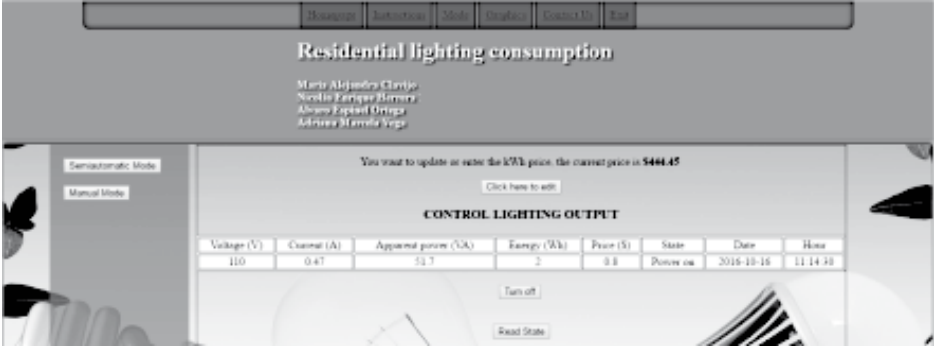 Homepage Instructions Mode Graphics Contact Us Exit
Residential lighting consumption
Maria Alejandra Clavijo
Nicolás Enrique Herrera
Alvaro Espinel Ortega
Adriana Marcela Vega
Semiautomatic Mode
Manual Mode
You want to update or enter the kWh price. the current price is $444.45
Click here to edit
CONTROL LIGHTING OUTPUT
Voltage (V) Current (A) Apparent power (VA) Energy (Wh) Price ($) State Date Hour
110 0.47 51.7 2 0.8 Power on 2016-10-16 11:14:30
Turn off
Read State